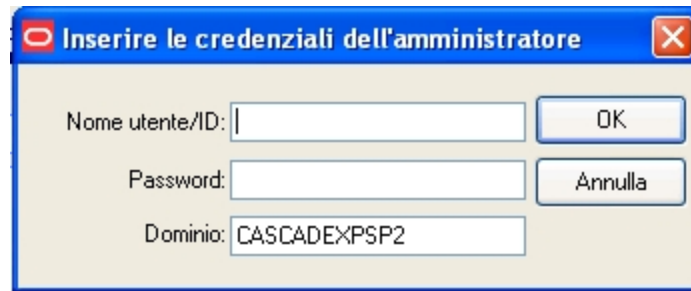 Inserire le credenziali dell'amministratore
Nome utente/ID:
OK
Password:
Annulla
Dominio: CASCADEXPSP2